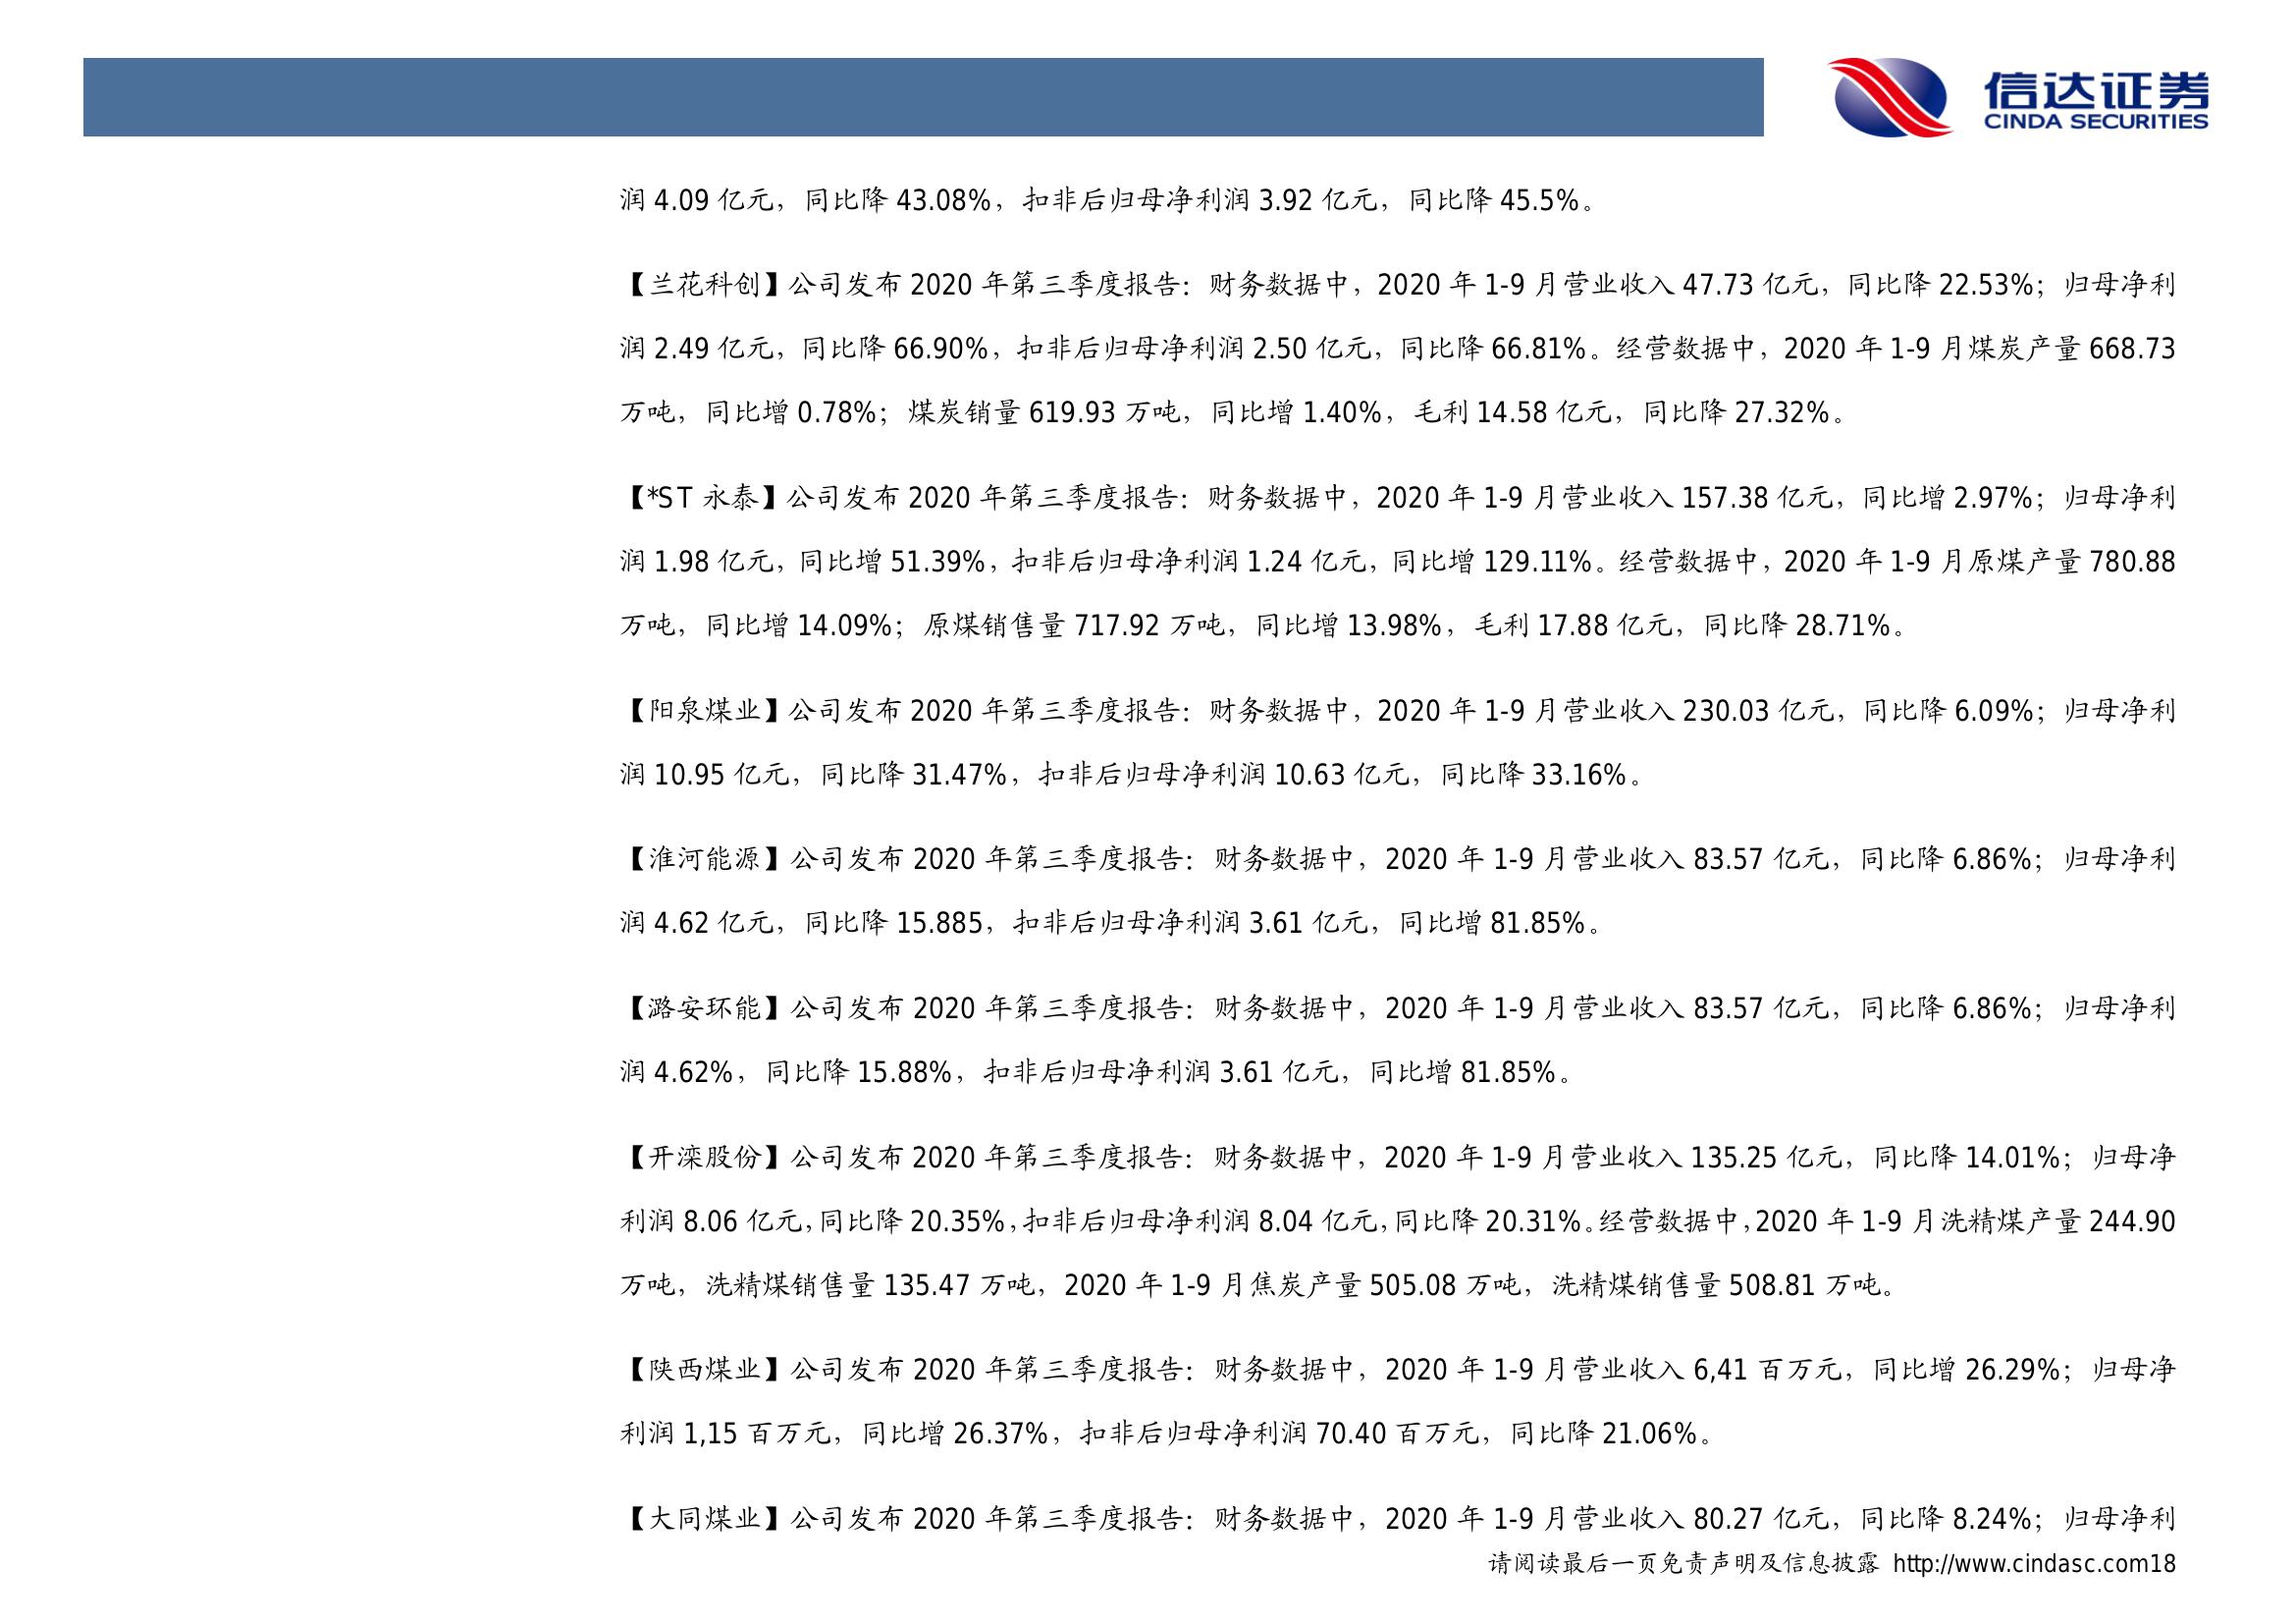 信达证券
CINDA SECURITIES
润 4.09 亿元，同比降 43.08%，扣非后归母净利润 3.92 亿元，同比降 45.5%。
【兰花科创】公司发布 2020 年第三季度报告：财务数据中，2020 年 1-9 月营业收入 47.73 亿元，同比降 22.53%；归母净利
润 2.49 亿元，同比降 66.90%，扣非后归母净利润 2.50 亿元，同比降 66.81%。经营数据中，2020 年 1-9 月煤炭产量 668.73
万吨，同比增 0.78%；煤炭销量 619.93 万吨，同比增 1.40%，毛利 14.58 亿元，同比降 27.32%。
【*ST 永泰】公司发布 2020 年第三季度报告：财务数据中，2020 年 1-9 月营业收入 157.38 亿元，同比增 2.97%；归母净利
润 1.98 亿元，同比增 51.39%，扣非后归母净利润 1.24 亿元，同比增 129.11%。经营数据中，2020 年 1-9 月原煤产量 780.88
万吨，同比增 14.09%；原煤销售量 717.92 万吨，同比增 13.98%，毛利 17.88 亿元，同比降 28.71%。
【阳泉煤业】公司发布 2020 年第三季度报告：财务数据中，2020 年 1-9 月营业收入 230.03 亿元，同比降 6.09%；归母净利
润 10.95 亿元，同比降 31.47%，扣非后归母净利润 10.63 亿元，同比降 33.16%。
【淮河能源】公司发布 2020 年第三季度报告：财务数据中，2020 年 1-9 月营业收入 83.57 亿元，同比降 6.86%；归母净利
润 4.62 亿元，同比降 15.885，扣非后归母净利润 3.61 亿元，同比增 81.85%。
【潞安环能】公司发布 2020 年第三季度报告：财务数据中，2020 年 1-9 月营业收入 83.57 亿元，同比降 6.86%；归母净利
润 4.62%，同比降 15.88%，扣非后归母净利润 3.61 亿元，同比增 81.85%。
【开滦股份】公司发布 2020 年第三季度报告：财务数据中，2020 年 1-9 月营业收入 135.25 亿元，同比降 14.01%；归母净
利润 8.06 亿元，同比降 20.35%，扣非后归母净利润 8.04 亿元，同比降 20.31%。经营数据中，2020 年 1-9 月洗精煤产量 244.90
万吨，洗精煤销售量 135.47 万吨，2020 年 1-9 月焦炭产量 505.08 万吨，洗精煤销售量 508.81 万吨。
【陕西煤业】公司发布 2020 年第三季度报告：财务数据中，2020 年 1-9 月营业收入 6,41 百万元，同比增 26.29%；归母净
利润 1,15 百万元，同比增 26.37%，扣非后归母净利润 70.40 百万元，同比降 21.06%。
【大同煤业】公司发布 2020 年第三季度报告：财务数据中，2020 年 1-9 月营业收入 80.27 亿元，同比降 8.24%；归母净利
请阅读最后一页免责声明及信息披露 http://www.cindasc.com18